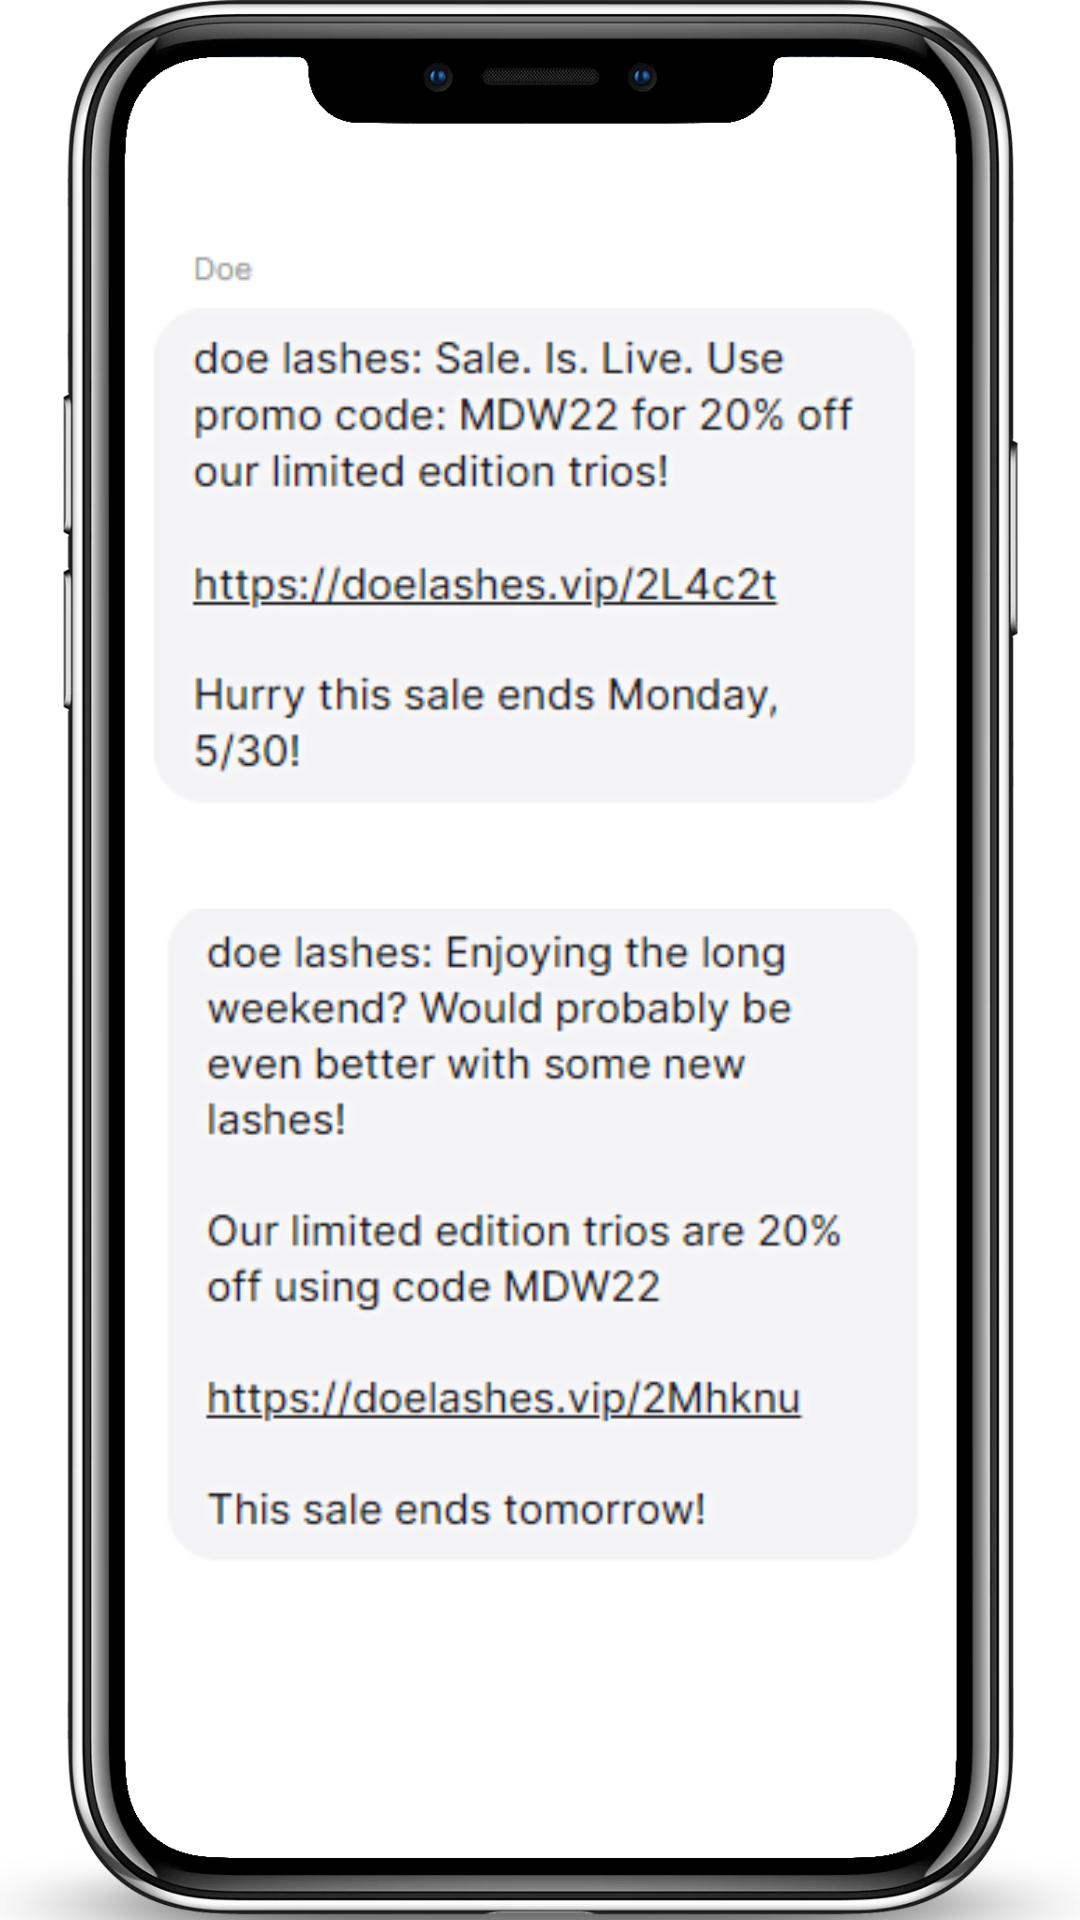 Doe
doe lashes: Sale. Is. Live. Use
promo code: MDW22 for 20% off
our limited edition trios!
https://doelashes.vip/2L4c2t
Hurry this sale ends Monday,
5/30!
doe lashes: Enjoying the long
weekend? Would probably be
even better with some new
lashes!
Our limited edition trios are 20%
off using code MDW22
https://doelashes.vip/2Mhknu
This sale ends tomorrow!